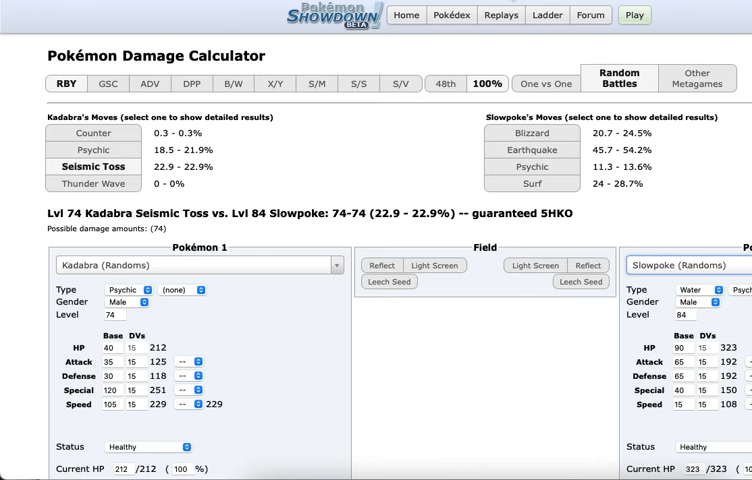 Pokémon
Showdown!
BETA
Home Pokédex Replays Ladder Forum Play
Pokémon Damage Calculator
RBY GSC ADV DPP B/W X/Y S/M S/S S/V 48th 100% One vs One Random Battles Other Metagames
Kadabra's Moves (select one to show detailed results)
Counter 0.3 - 0.3%
Psychic 18.5 - 21.9%
Seismic Toss 22.9 - 22.9%
Thunder Wave 0 - 0%
Slowpoke's Moves (select one to show detailed results)
Blizzard 20.7 - 24.5%
Earthquake 45.7 - 54.2%
Psychic 11.3 - 13.6%
Surf 24 - 28.7%
Lvl 74 Kadabra Seismic Toss vs. Lvl 84 Slowpoke: 74-74 (22.9 - 22.9%) -- guaranteed 5HKO
Possible damage amounts: (74)
Pokémon 1
Kadabra (Randoms)
Type Psychic (none)
Gender Male
Level 74
Base DVs
HP 40 15 212
Attack 35 15 125 --
Defense 30 15 118 --
Special 120 15 251 --
Speed 105 15 229 -- 229
Status Healthy
Current HP 212 /212 ( 100 %)
Field
Reflect Light Screen Light Screen Reflect
Leech Seed Leech Seed
Po
Slowpoke (Randoms)
Type Water Psych
Gender Male
Level 84
Base DVs
HP 90 15 323
Attack 65 15 192 -
Defense 65 15 192 -
Special 40 15 150 -
Speed 15 15 108 -
Status Healthy
Current HP 323 /323 ( 10